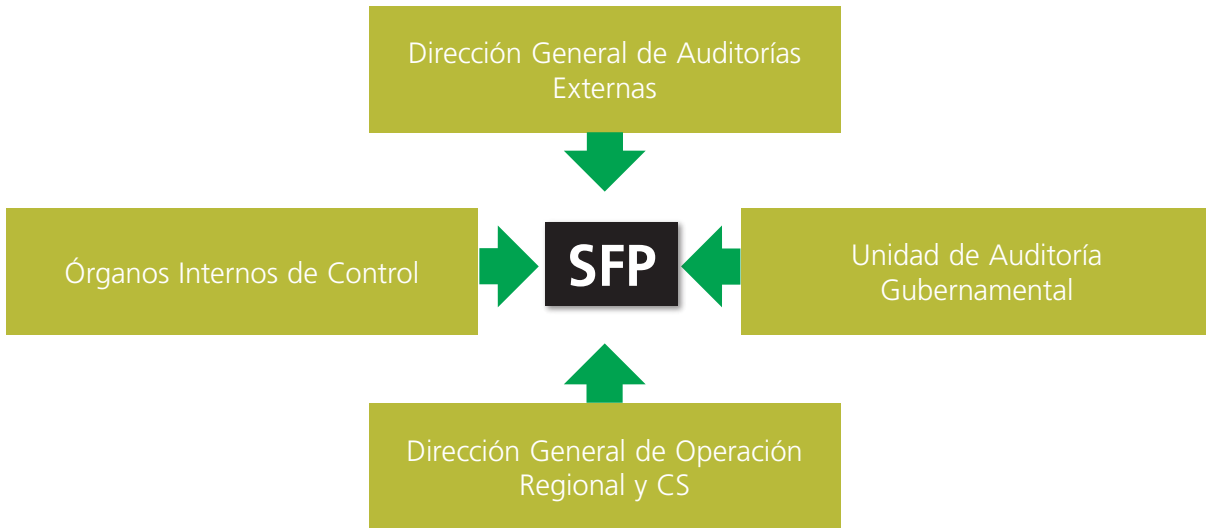 Dirección General de Auditorías
Externas
Órganos Internos de Control
SFP
Unidad de Auditoría
Gubernamental
Dirección General de Operación
Regional y CS